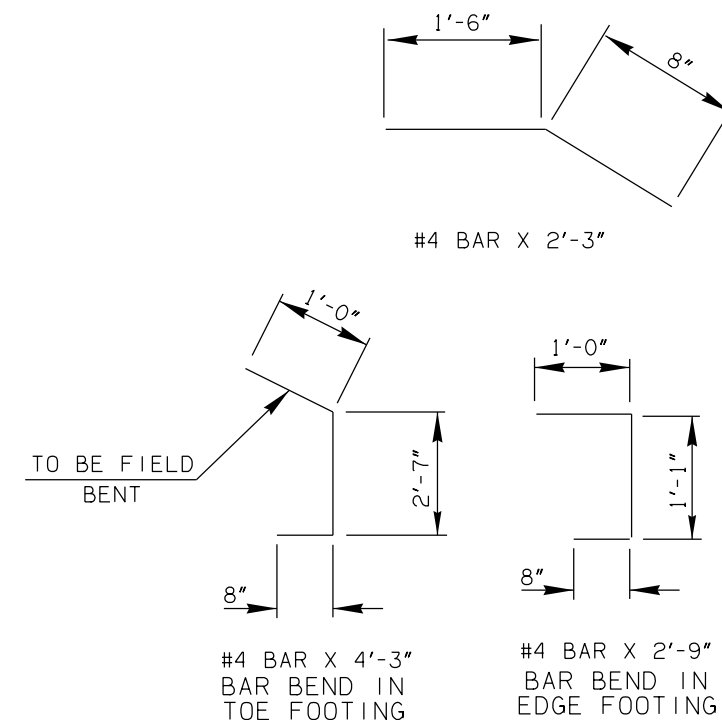 1'-6"
8"
#4 BAR X 2'-3"
1'-0"
TO BE FIELD
BENT
2'-7"
8"
#4 BAR X 4'-3"
BAR BEND IN
TOE FOOTING
1'-0"
1'-1"
8"
#4 BAR X 2'-9"
BAR BEND IN
EDGE FOOTING